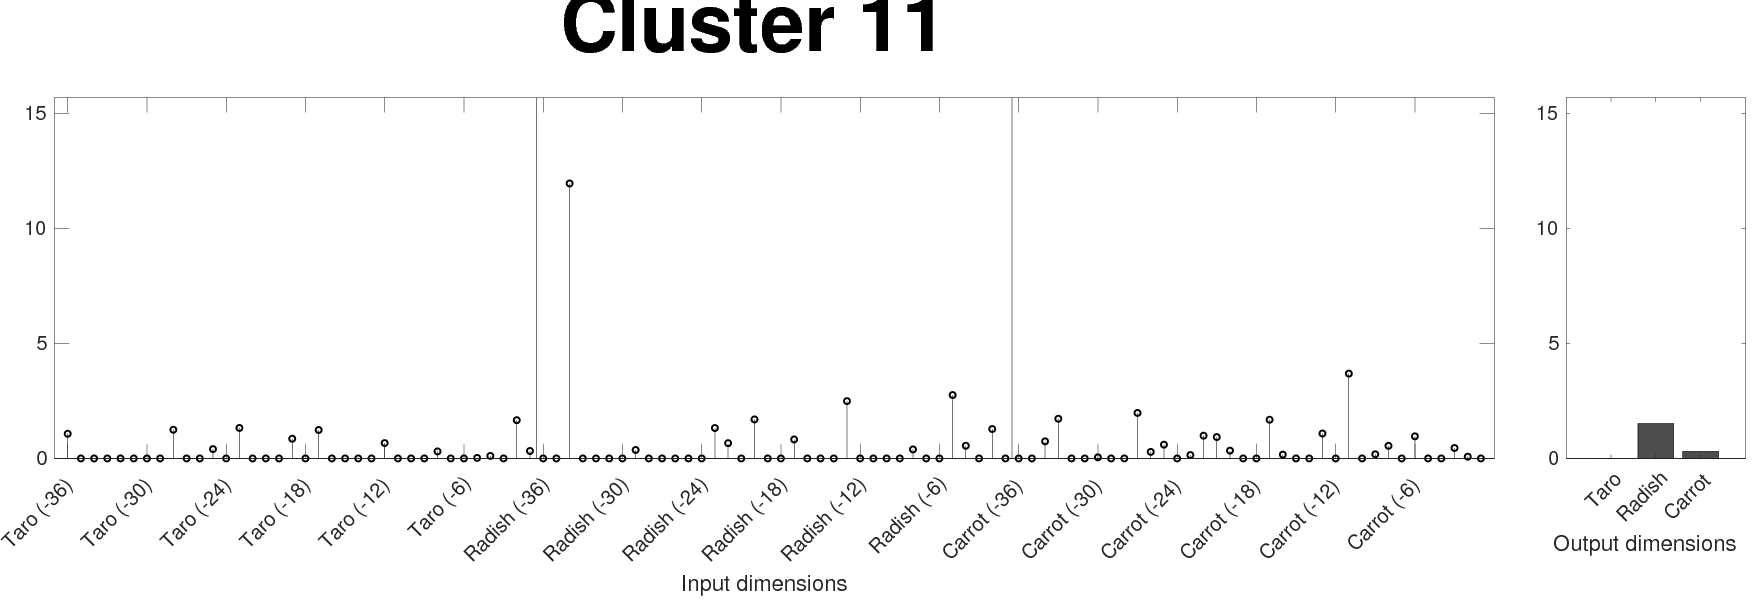 Cluster 11
15
10
5
0
Taro (-36)
Taro (-30)
Taro (-24)
Taro (-18)
Taro (-12)
Taro (-6)
Radish (-36)
Radish (-30)
Radish (-24)
Radish (-18)
Radish (-12)
Radish (-6)
Carrot (-36)
Carrot (-30)
Carrot (-24)
Carrot (-18)
Carrot (-12)
Carrot (-6)
Input dimensions
15
10
5
0
Taro
Radish
Carrot
Output dimensions